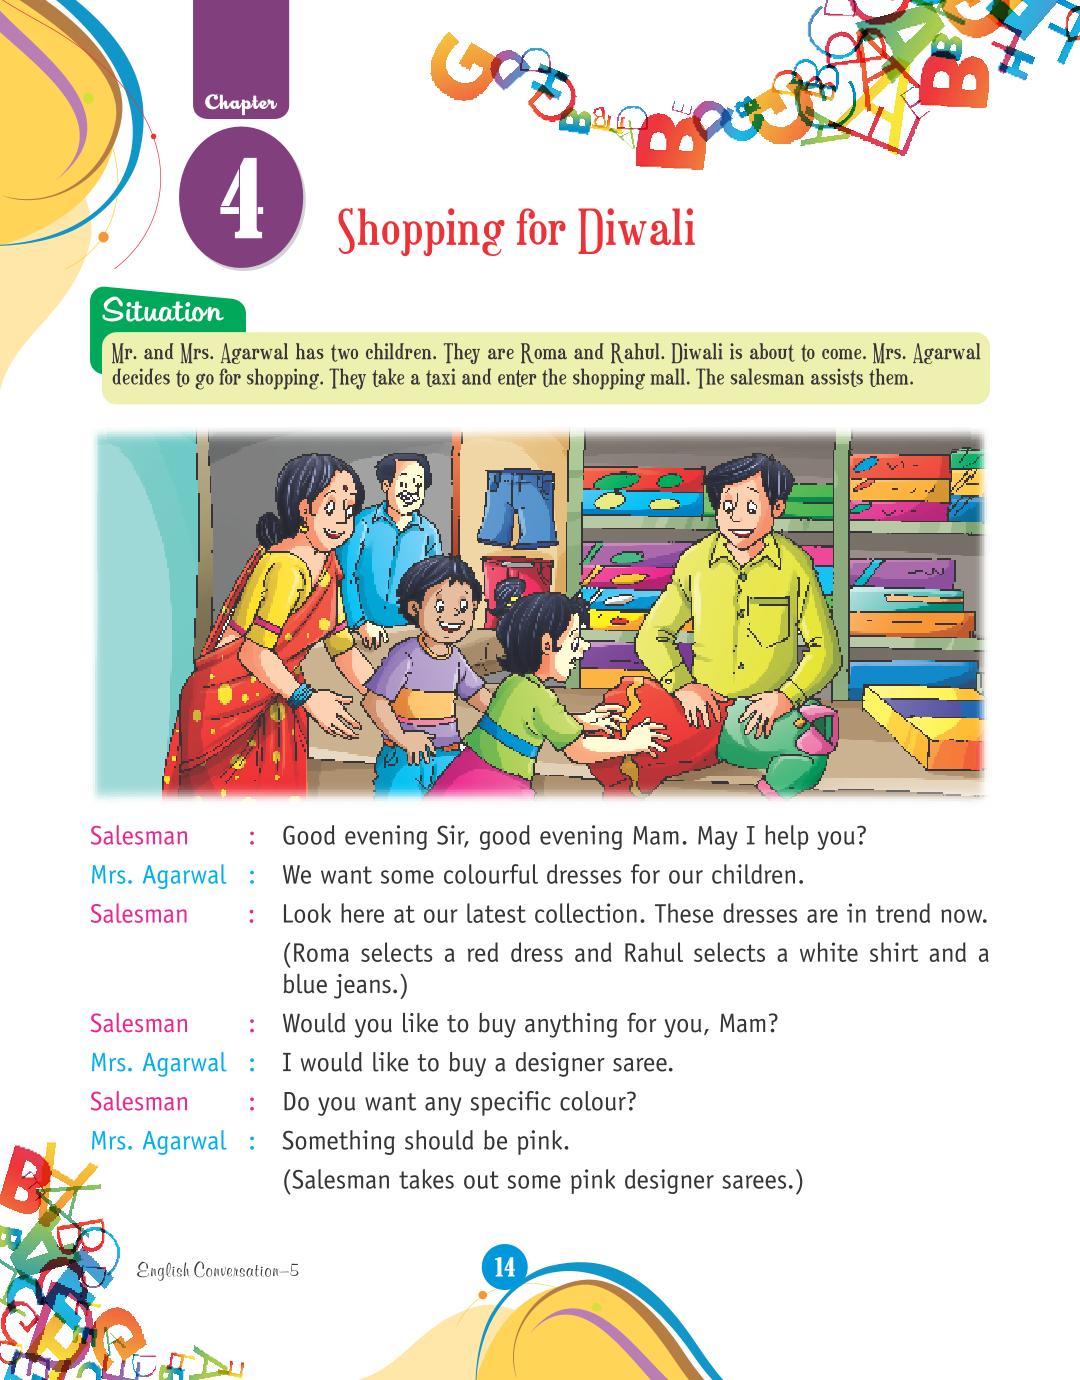 Chapter
4
Shopping for Diwali
Situation
Mr. and Mrs. Agarwal has two children. They are Roma and Rahul. Diwali is about to come. Mrs. Agarwal
decides to go for shopping. They take a taxi and enter the shopping mall. The salesman assists them.
Salesman : Good evening Sir, good evening Mam. May I help you?
Mrs. Agarwal : We want some colourful dresses for our children.
Salesman : Look here at our latest collection. These dresses are in trend now.
(Roma selects a red dress and Rahul selects a white shirt and a
blue jeans.)
Salesman : Would you like to buy anything for you, Mam?
Mrs. Agarwal : I would like to buy a designer saree.
Salesman : Do you want any specific colour?
Mrs. Agarwal : Something should be pink.
(Salesman takes out some pink designer sarees.)
English Conversation–5
14